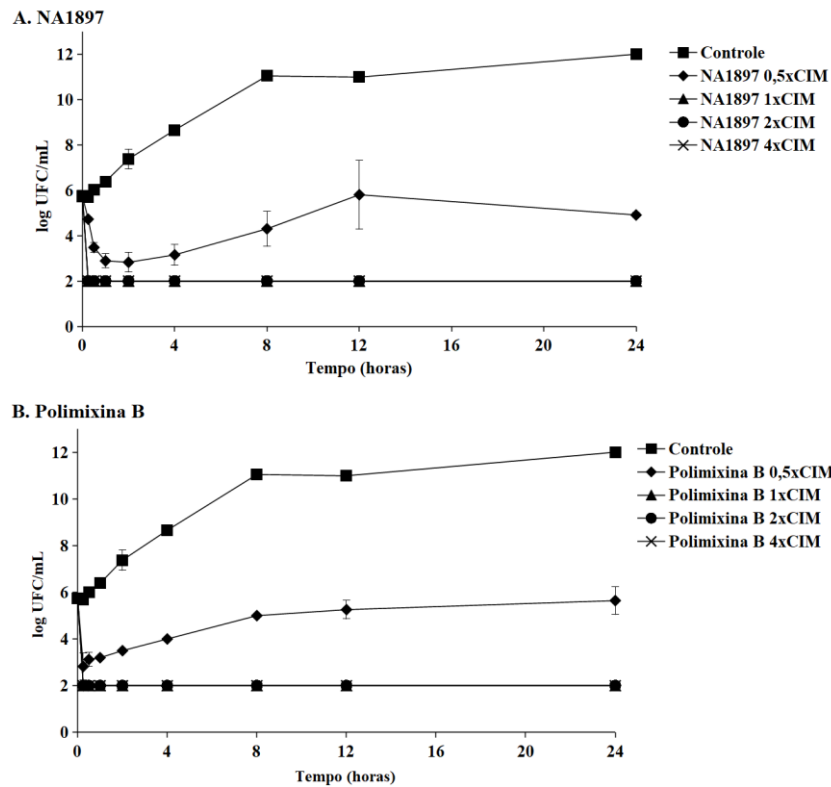 A. NA1897
12
10
8
6
4
2
0
log UFC/mL
0
4
8
12
16
20
24
Tempo (horas)
Controle
NA1897 0,5xCIM
NA1897 1xCIM
NA1897 2xCIM
NA1897 4xCIM
B. Polimixina B
12
10
8
6
4
2
0
log UFC/mL
0
4
8
12
16
20
24
Tempo (horas)
Controle
Polimixina B 0,5xCIM
Polimixina B 1xCIM
Polimixina B 2xCIM
Polimixina B 4xCIM